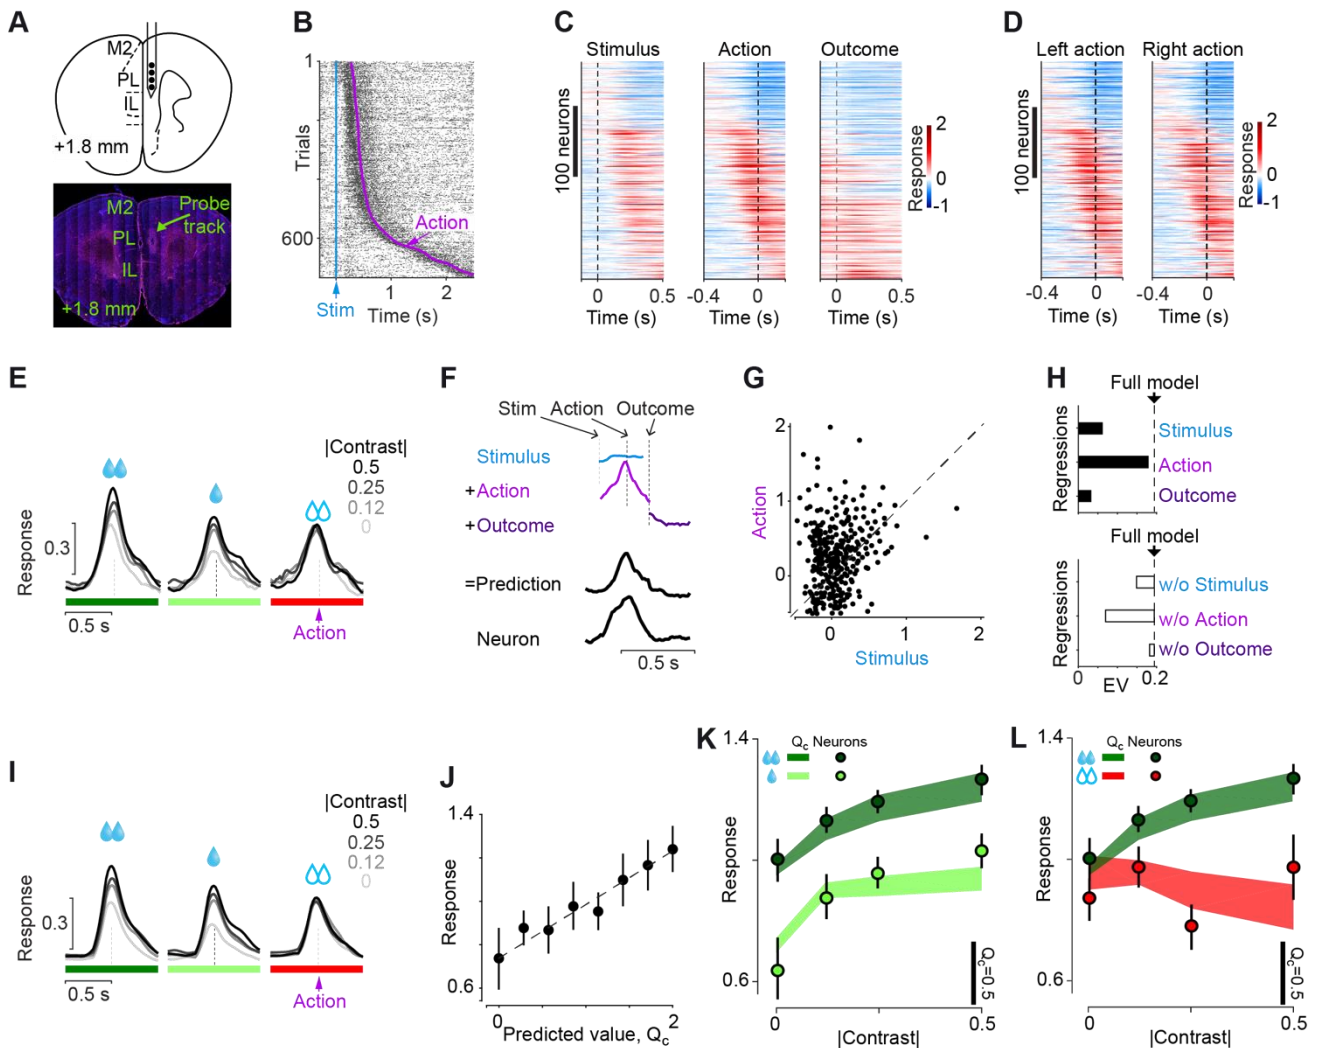 A
M2
PL
IL
+1.8 mm
M2
Probe
track
PL
IL
+1.8 mm
B
1
Trials
600
Action
1
2
Stim
Time (s)
C
Stimulus
Action
Outcome
100 neurons
0
0.5
-0.4
0
0
0.5
Time (s)
Time (s)
Time (s)
Response
2
0
-1
D
Left action
Right action
100 neurons
-0.4
0
-0.4
0
Time (s)
Time (s)
Response
2
0
-1
E
|Contrast|
0.5
0.25
0.12
0
Response
0.3
0.5 s
Action
F
Stim
Action
Outcome
Stimulus
+Action
+Outcome
=Prediction
Neuron
0.5 s
G
Action
2
1
0
0
1
2
Stimulus
H
Full model
Regressions
Stimulus
Action
Outcome
Full model
Regressions
w/o Stimulus
w/o Action
w/o Outcome
0
0.2
EV
I
|Contrast|
0.5
0.25
0.12
0
Response
0.3
0.5 s
Action
J
1.4
Response
0.6
0
2
Predicted value, Qc
K
1.4
Qc Neurons
Response
0.6
Qc=0.5
0
0.5
|Contrast|
L
1.4
Qc Neurons
Response
0.6
Qc=0.5
0
0.5
|Contrast|